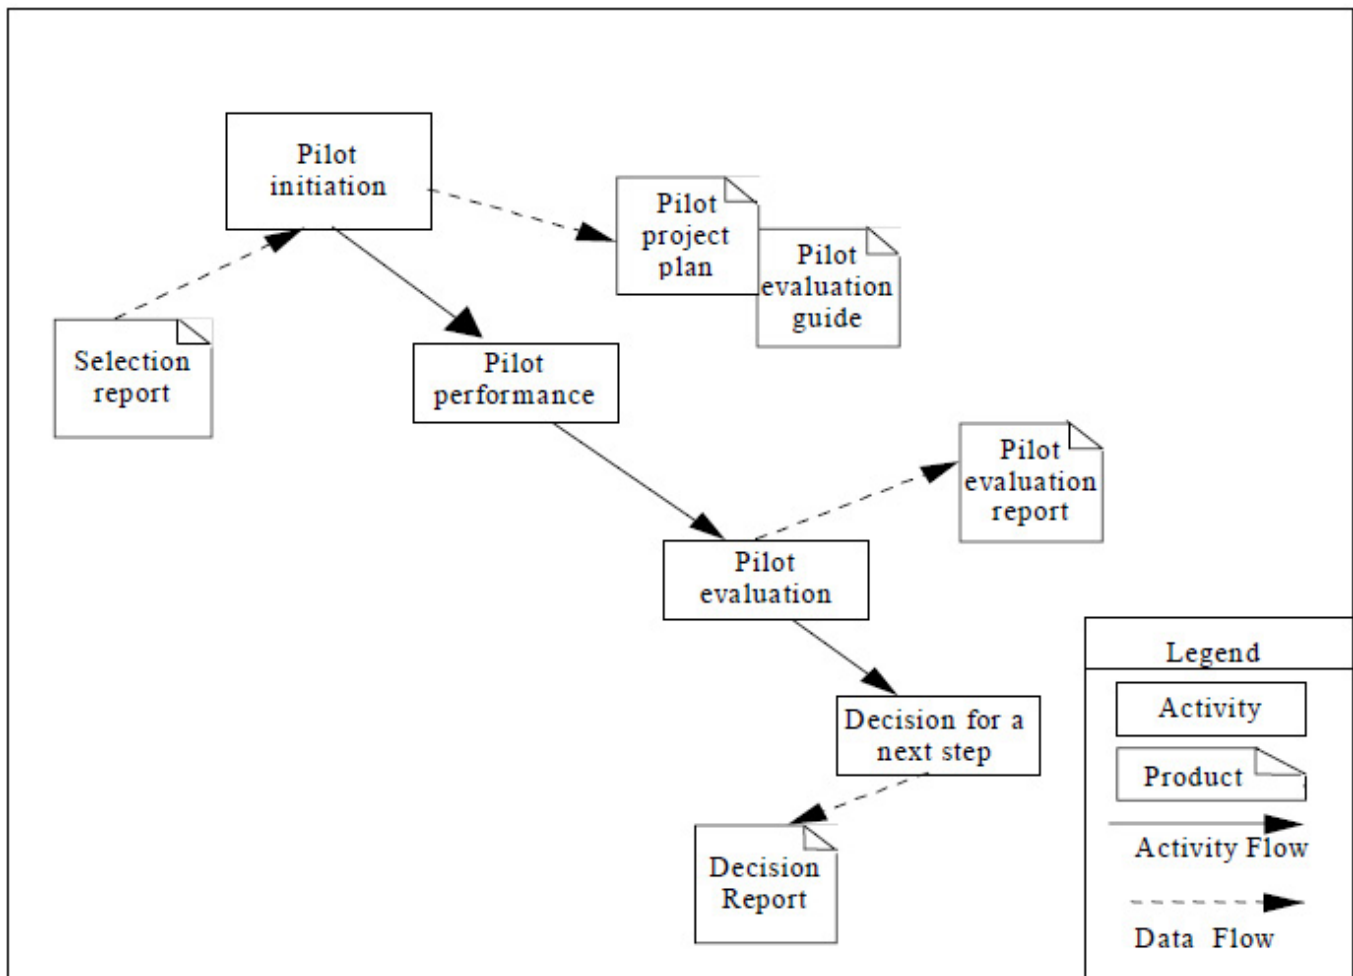 Pilot
initiation
Pilot
project
plan
Pilot
evaluation
guide
Selection
report
Pilot
performance
Pilot
evaluation
report
Pilot
evaluation
Decision for a
next step
Decision
Report
Legend
Activity
Product
Activity Flow
Data Flow